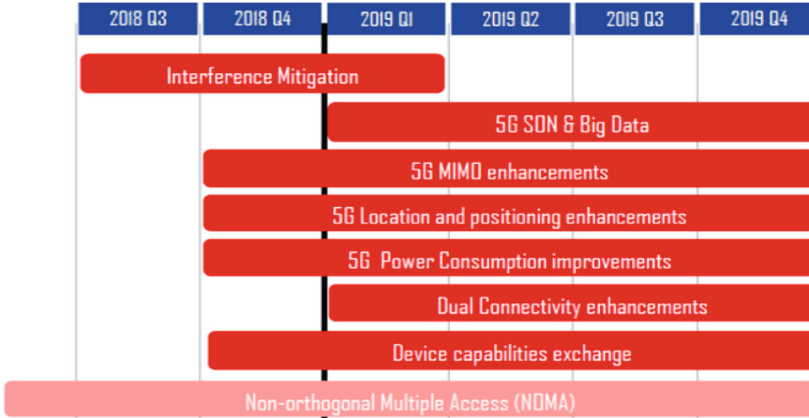 2018 Q3 2018 Q4 2019 Q1 2019 Q2 2019 Q3 2019 Q4
Interference Mitigation
5G SON & Big Data
5G MIMO enhancements
5G Location and positioning enhancements
5G Power Consumption improvements
Dual Connectivity enhancements
Device capabilities exchange
Non-orthogonal Multiple Access (NOMA)